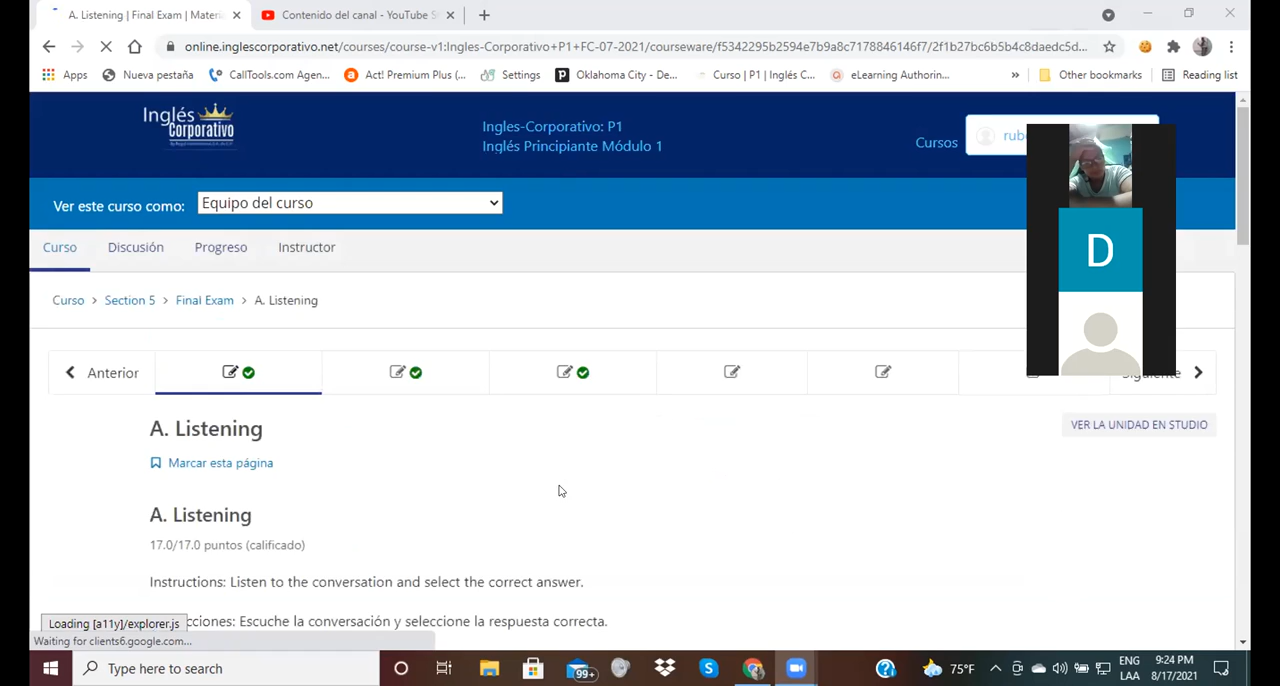 A. Listening | Final Exam | Materia
Contenido del canal - YouTube S
online.inglescorporativo.net/courses/course-v1:Ingles-Corporativo+P1+FC-07-2021/courseware/f5342295b2594e7b9a8c7178846146f7/2f1b27bc6b5b4c8daedc5d...
Apps Nueva pestaña CallTools.com Agen... Act! Premium Plus (... Settings Oklahoma City - De... Curso | P1 | Inglés C... eLearning Authorin... » Other bookmarks Reading list
Inglés
Corporativo
Ingles-Corporativo: P1
Inglés Principiante Módulo 1
Cursos
rub
Ver este curso como: Equipo del curso
D
Curso Discusión Progreso Instructor
Curso > Section 5 > Final Exam > A. Listening
Anterior
Siguiente
A. Listening
VER LA UNIDAD EN STUDIO
Marcar esta página
A. Listening
17.0/17.0 puntos (calificado)
Instructions: Listen to the conversation and select the correct answer.
Loading [a11y]/explorer.js
cciones: Escuche la conversación y seleccione la respuesta correcta.
Waiting for clients6.google.com...
Type here to search
99+
75°F
ENG
LAA
9:24 PM
8/17/2021